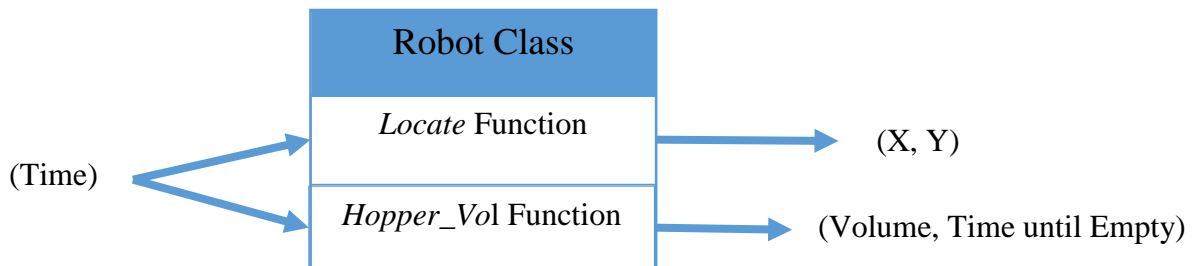 Robot Class
Locate Function
(X, Y)
(Time)
Hopper_Vol Function
(Volume, Time until Empty)